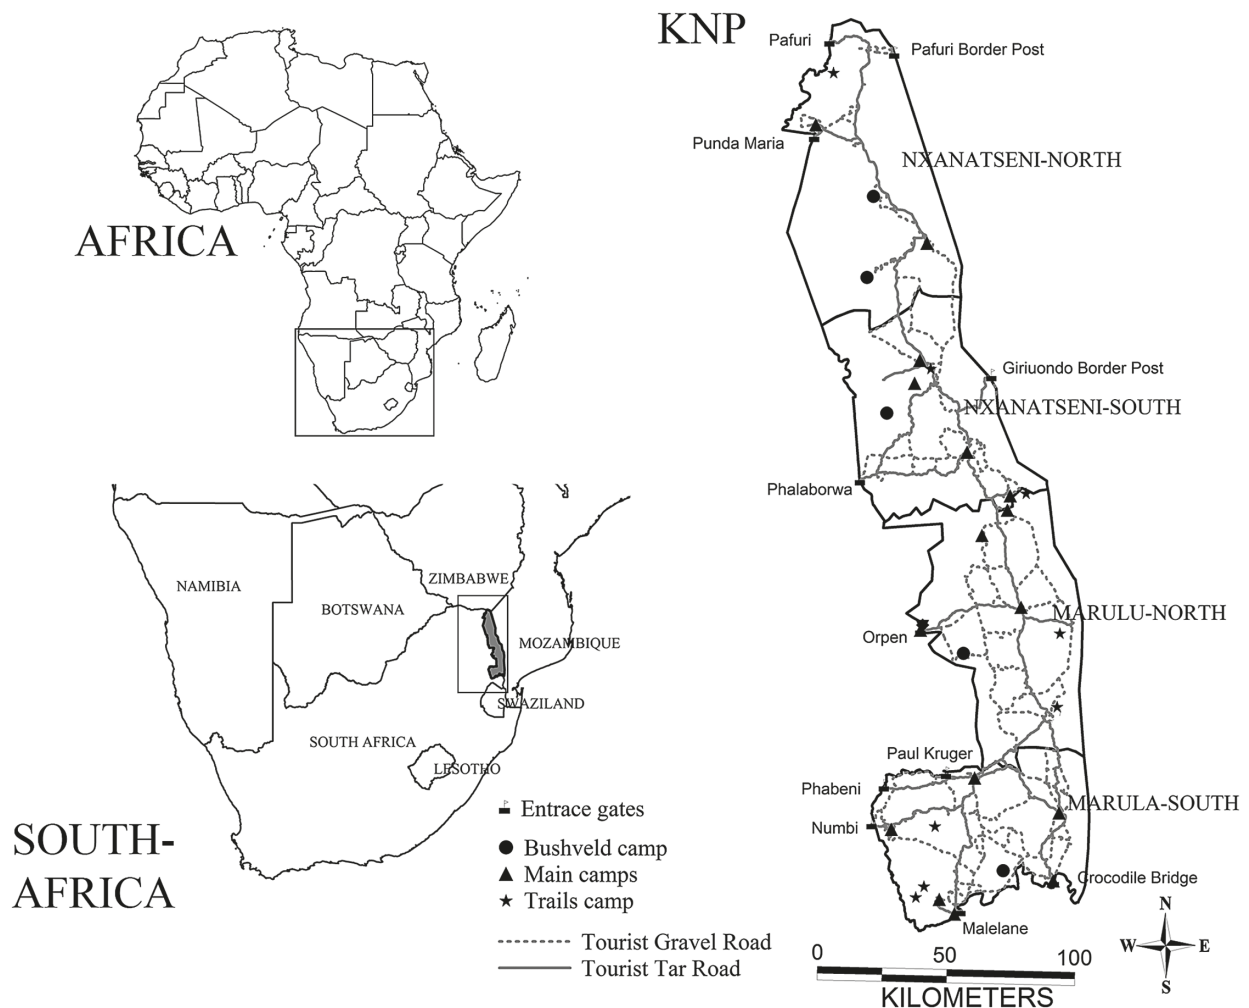 KNP
Pafuri
Pafuri Border Post
Punda Maria
NXANATSENI-NORTH
AFRICA
Giriuondo Border Post
NXANATSENI-SOUTH
Phalaborwa
ZIMBABWE
NAMIBIA
BOTSWANA
MOZAMBIQUE
MARULU-NORTH
Orpen
SWAZILAND
SOUTH AFRICA
LESOTHO
Paul Kruger
Phabeni
MARULA-SOUTH
Numbi
Crocodile Bridge
Malelane
SOUTH-
AFRICA
Entrace gates
Bushveld camp
Main camps
Trails camp
Tourist Gravel Road
Tourist Tar Road
N
W E
S
0 50 100
KILOMETERS